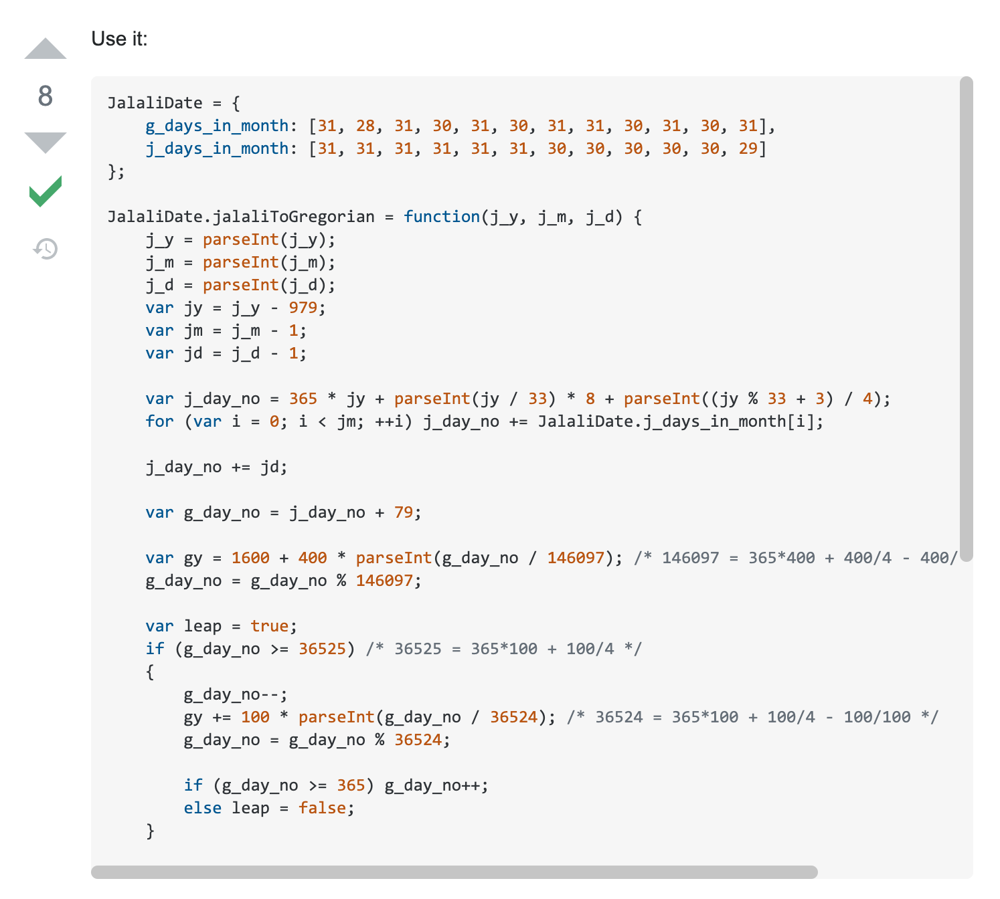 Use it:
8
JalaliDate = {
    g_days_in_month: [31, 28, 31, 30, 31, 30, 31, 31, 30, 31, 30, 31],
    j_days_in_month: [31, 31, 31, 31, 31, 31, 30, 30, 30, 30, 30, 29]
};

JalaliDate.jalaliToGregorian = function(j_y, j_m, j_d) {
    j_y = parseInt(j_y);
    j_m = parseInt(j_m);
    j_d = parseInt(j_d);
    var jy = j_y - 979;
    var jm = j_m - 1;
    var jd = j_d - 1;

    var j_day_no = 365 * jy + parseInt(jy / 33) * 8 + parseInt((jy % 33 + 3) / 4);
    for (var i = 0; i < jm; ++i) j_day_no += JalaliDate.j_days_in_month[i];

    j_day_no += jd;

    var g_day_no = j_day_no + 79;

    var gy = 1600 + 400 * parseInt(g_day_no / 146097); /* 146097 = 365*400 + 400/4 - 400/
    g_day_no = g_day_no % 146097;

    var leap = true;
    if (g_day_no >= 36525) /* 36525 = 365*100 + 100/4 */
    {
        g_day_no--;
        gy += 100 * parseInt(g_day_no / 36524); /* 36524 = 365*100 + 100/4 - 100/100 */
        g_day_no = g_day_no % 36524;

        if (g_day_no >= 365) g_day_no++;
        else leap = false;
    }